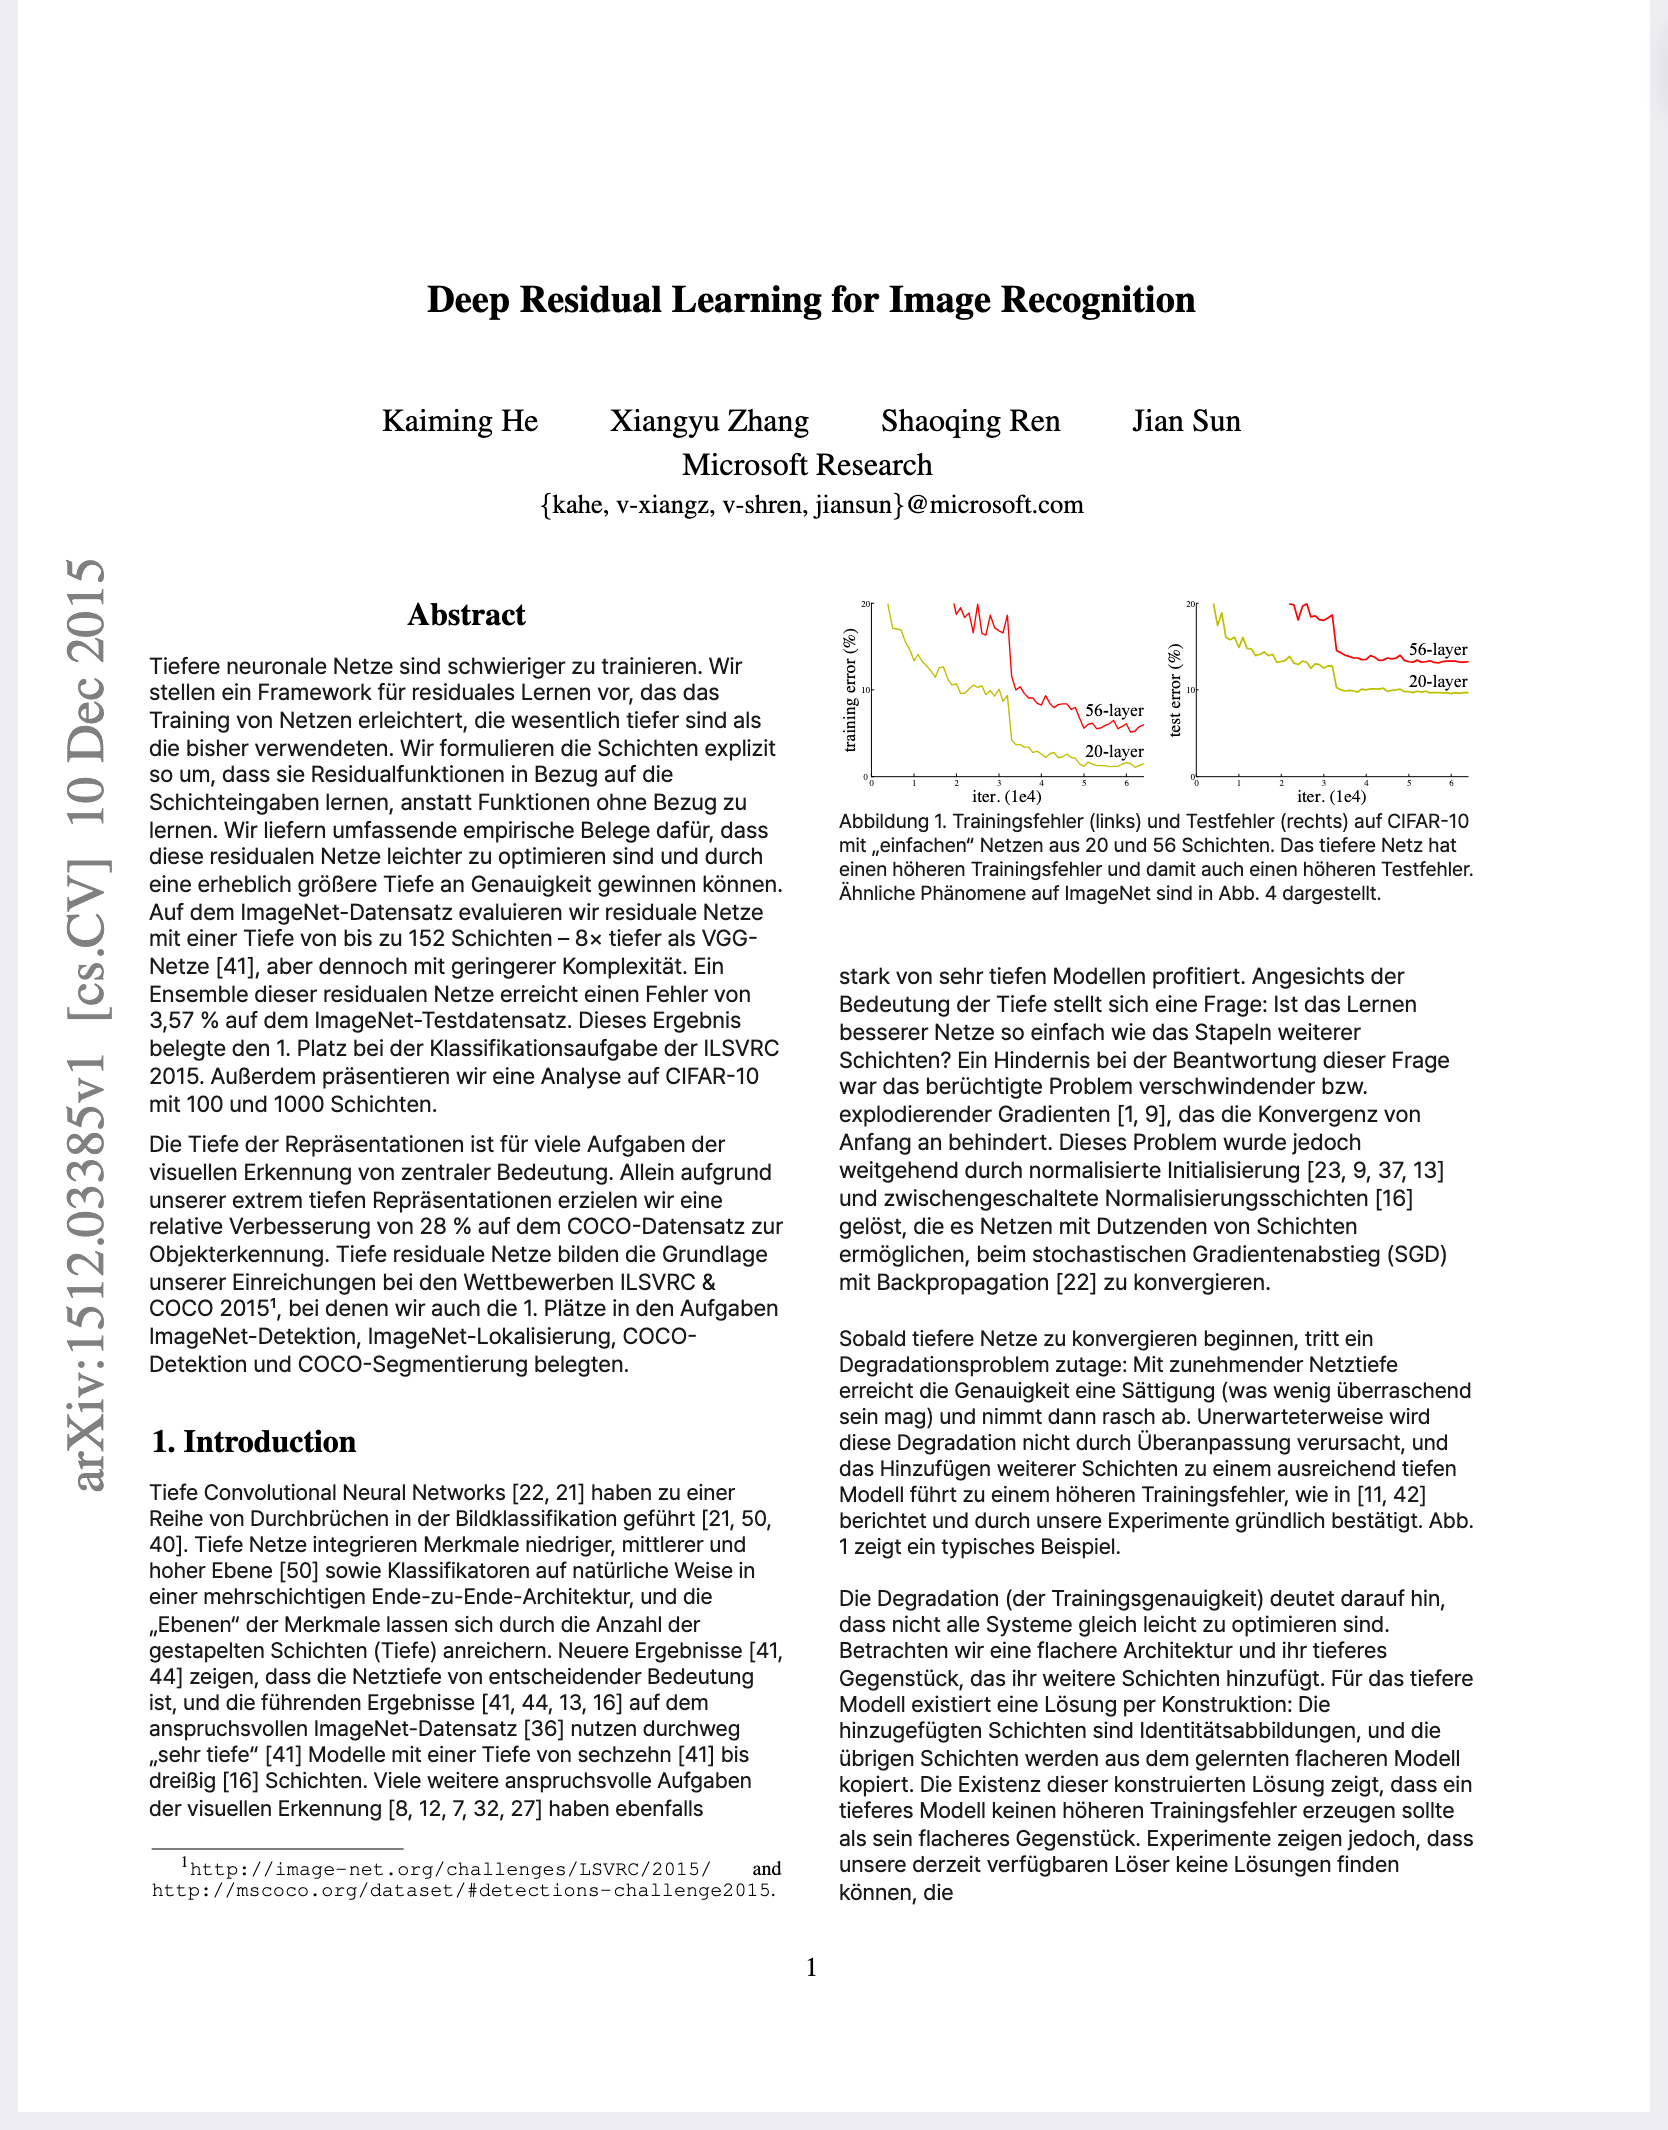 Deep Residual Learning for Image Recognition
Kaiming He Xiangyu Zhang Shaoqing Ren Jian Sun
Microsoft Research
{kahe, v-xiangz, v-shren, jiansun}@microsoft.com
arXiv:1512.03385v1 [cs.CV] 10 Dec 2015
Abstract
Tiefere neuronale Netze sind schwieriger zu trainieren. Wir
stellen ein Framework für residuales Lernen vor, das das
Training von Netzen erleichtert, die wesentlich tiefer sind als
die bisher verwendeten. Wir formulieren die Schichten explizit
so um, dass sie Residualfunktionen in Bezug auf die
Schichteingaben lernen, anstatt Funktionen ohne Bezug zu
lernen. Wir liefern umfassende empirische Belege dafür, dass
diese residualen Netze leichter zu optimieren sind und durch
eine erheblich größere Tiefe an Genauigkeit gewinnen können.
Auf dem ImageNet-Datensatz evaluieren wir residuale Netze
mit einer Tiefe von bis zu 152 Schichten – 8× tiefer als VGG-
Netze [41], aber dennoch mit geringerer Komplexität. Ein
Ensemble dieser residualen Netze erreicht einen Fehler von
3,57 % auf dem ImageNet-Testdatensatz. Dieses Ergebnis
belegte den 1. Platz bei der Klassifikationsaufgabe der ILSVRC
2015. Außerdem präsentieren wir eine Analyse auf CIFAR-10
mit 100 und 1000 Schichten.
Die Tiefe der Repräsentationen ist für viele Aufgaben der
visuellen Erkennung von zentraler Bedeutung. Allein aufgrund
unserer extrem tiefen Repräsentationen erzielen wir eine
relative Verbesserung von 28 % auf dem COCO-Datensatz zur
Objekterkennung. Tiefe residuale Netze bilden die Grundlage
unserer Einreichungen bei den Wettbewerben ILSVRC &
COCO 2015¹, bei denen wir auch die 1. Plätze in den Aufgaben
ImageNet-Detektion, ImageNet-Lokalisierung, COCO-
Detektion und COCO-Segmentierung belegten.
1. Introduction
Tiefe Convolutional Neural Networks [22, 21] haben zu einer
Reihe von Durchbrüchen in der Bildklassifikation geführt [21, 50,
40]. Tiefe Netze integrieren Merkmale niedriger, mittlerer und
hoher Ebene [50] sowie Klassifikatoren auf natürliche Weise in
einer mehrschichtigen Ende-zu-Ende-Architektur, und die
„Ebenen“ der Merkmale lassen sich durch die Anzahl der
gestapelten Schichten (Tiefe) anreichern. Neuere Ergebnisse [41,
44] zeigen, dass die Netztiefe von entscheidender Bedeutung
ist, und die führenden Ergebnisse [41, 44, 13, 16] auf dem
anspruchsvollen ImageNet-Datensatz [36] nutzen durchweg
„sehr tiefe“ [41] Modelle mit einer Tiefe von sechzehn [41] bis
dreißig [16] Schichten. Viele weitere anspruchsvolle Aufgaben
der visuellen Erkennung [8, 12, 7, 32, 27] haben ebenfalls
¹http://image-net.org/challenges/LSVRC/2015/ and
http://mscoco.org/dataset/#detections-challenge2015.
training error (%)
20
10
0
0 1 2 3 4 5 6
iter. (1e4)
56-layer
20-layer
test error (%)
20
10
0
0 1 2 3 4 5 6
iter. (1e4)
56-layer
20-layer
Abbildung 1. Trainingsfehler (links) und Testfehler (rechts) auf CIFAR-10
mit „einfachen“ Netzen aus 20 und 56 Schichten. Das tiefere Netz hat
einen höheren Trainingsfehler und damit auch einen höheren Testfehler.
Ähnliche Phänomene auf ImageNet sind in Abb. 4 dargestellt.
stark von sehr tiefen Modellen profitiert. Angesichts der
Bedeutung der Tiefe stellt sich eine Frage: Ist das Lernen
besserer Netze so einfach wie das Stapeln weiterer
Schichten? Ein Hindernis bei der Beantwortung dieser Frage
war das berüchtigte Problem verschwindender bzw.
explodierender Gradienten [1, 9], das die Konvergenz von
Anfang an behindert. Dieses Problem wurde jedoch
weitgehend durch normalisierte Initialisierung [23, 9, 37, 13]
und zwischengeschaltete Normalisierungsschichten [16]
gelöst, die es Netzen mit Dutzenden von Schichten
ermöglichen, beim stochastischen Gradientenabstieg (SGD)
mit Backpropagation [22] zu konvergieren.
Sobald tiefere Netze zu konvergieren beginnen, tritt ein
Degradationsproblem zutage: Mit zunehmender Netztiefe
erreicht die Genauigkeit eine Sättigung (was wenig überraschend
sein mag) und nimmt dann rasch ab. Unerwarteterweise wird
diese Degradation nicht durch Überanpassung verursacht, und
das Hinzufügen weiterer Schichten zu einem ausreichend tiefen
Modell führt zu einem höheren Trainingsfehler, wie in [11, 42]
berichtet und durch unsere Experimente gründlich bestätigt. Abb.
1 zeigt ein typisches Beispiel.
Die Degradation (der Trainingsgenauigkeit) deutet darauf hin,
dass nicht alle Systeme gleich leicht zu optimieren sind.
Betrachten wir eine flachere Architektur und ihr tieferes
Gegenstück, das ihr weitere Schichten hinzufügt. Für das tiefere
Modell existiert eine Lösung per Konstruktion: Die
hinzugefügten Schichten sind Identitätsabbildungen, und die
übrigen Schichten werden aus dem gelernten flacheren Modell
kopiert. Die Existenz dieser konstruierten Lösung zeigt, dass ein
tieferes Modell keinen höheren Trainingsfehler erzeugen sollte
als sein flacheres Gegenstück. Experimente zeigen jedoch, dass
unsere derzeit verfügbaren Löser keine Lösungen finden
können, die
1